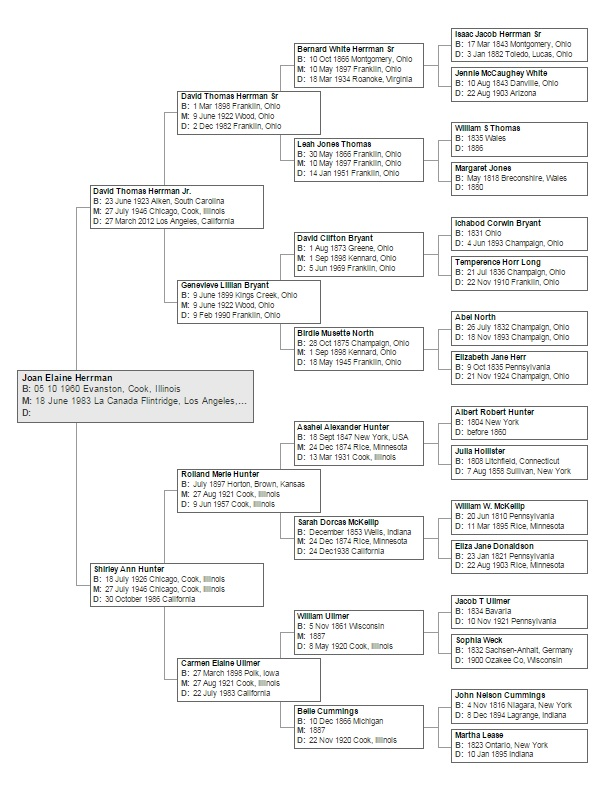 Isaac Jacob Herrman Sr
B: 17 Mar 1843 Montgomery, Ohio
D: 3 Jan 1882 Toledo, Lucas, Ohio
Bernard White Herrman Sr
B: 10 Oct 1866 Montgomery, Ohio
M: 10 May 1897 Franklin, Ohio
D: 18 Mar 1934 Roanoke, Virginia
Jennie McCaughey White
B: 10 Aug 1843 Danville, Ohio
D: 22 Aug 1903 Arizona
David Thomas Herrman Sr
B: 1 Mar 1898 Franklin, Ohio
M: 9 June 1922 Wood, Ohio
D: 2 Dec 1982 Franklin, Ohio
William S Thomas
B: 1835 Wales
D: 1886
Leah Jones Thomas
B: 30 May 1866 Franklin, Ohio
M: 10 May 1897 Franklin, Ohio
D: 14 Jan 1951 Franklin, Ohio
Margaret Jones
B: May 1818 Breconshire, Wales
D: 1880
David Thomas Herrman Jr.
B: 23 June 1923 Aiken, South Carolina
M: 27 July 1946 Chicago, Cook, Illinois
D: 27 March 2012 Los Angeles, California
Ichabod Corwin Bryant
B: 1831 Ohio
D: 4 Jun 1893 Champaign, Ohio
David Clifton Bryant
B: 1 Aug 1873 Greene, Ohio
M: 1 Sep 1898 Kennard, Ohio
D: 5 Jun 1969 Franklin, Ohio
Temperence Horr Long
B: 21 Jul 1836 Champaign, Ohio
D: 22 Nov 1910 Franklin, Ohio
Genevieve Lillian Bryant
B: 9 June 1899 Kings Creek, Ohio
M: 9 June 1922 Wood, Ohio
D: 9 Feb 1990 Franklin, Ohio
Abel North
B: 26 July 1832 Champaign, Ohio
D: 18 Nov 1893 Champaign, Ohio
Birdie Musette North
B: 28 Oct 1875 Champaign, Ohio
M: 1 Sep 1898 Kennard, Ohio
D: 18 May 1945 Franklin, Ohio
Elizabeth Jane Herr
B: 9 Oct 1835 Pennsylvania
D: 21 Nov 1924 Champaign, Ohio
Joan Elaine Herrman
B: 05 10 1960 Evanston, Cook, Illinois
M: 18 June 1983 La Canada Flintridge, Los Angeles,...
D:
Albert Robert Hunter
B: 1804 New York
D: before 1860
Asahel Alexander Hunter
B: 18 Sept 1847 New York, USA
M: 24 Dec 1874 Rice, Minnesota
D: 13 Mar 1931 Cook, Illinois
Julia Hollister
B: 1808 Litchfield, Connecticut
D: 7 Aug 1858 Sullivan, New York
Rolland Merle Hunter
B: July 1897 Horton, Brown, Kansas
M: 27 Aug 1921 Cook, Illinois
D: 9 Jun 1957 Cook, Illinois
William W. McKellip
B: 20 Jun 1810 Pennsylvania
D: 11 Mar 1895 Rice, Minnesota
Sarah Dorcas McKellip
B: December 1853 Wells, Indiana
M: 24 Dec 1874 Rice, Minnesota
D: 24 Dec1938 California
Eliza Jane Donaldson
B: 23 Jan 1821 Pennsylvania
D: 22 Aug 1903 Rice, Minnesota
Shirley Ann Hunter
B: 18 July 1926 Chicago, Cook, Illinois
M: 27 July 1946 Chicago, Cook, Illinois
D: 30 October 1986 California
Jacob T Ullmer
B: 1834 Bavaria
D: 10 Nov 1921 Pennsylvania
William Ullmer
B: 5 Nov 1861 Wisconsin
M: 1887
D: 8 May 1920 Cook, Illinois
Sophia Weck
B: 1832 Sachsen-Anhalt, Germany
D: 1900 Ozakee Co, Wisconsin
Carmen Elaine Ullmer
B: 27 March 1898 Polk, Iowa
M: 27 Aug 1921 Cook, Illinois
D: 22 July 1983 California
John Nelson Cummings
B: 4 Nov 1816 Niagara, New York
D: 8 Dec 1894 Lagrange, Indiana
Belle Cummings
B: 10 Dec 1866 Michigan
M: 1887
D: 22 Nov 1920 Cook, Illinois
Martha Lease
B: 1823 Ontario, New York
D: 10 Jan 1895 Indiana